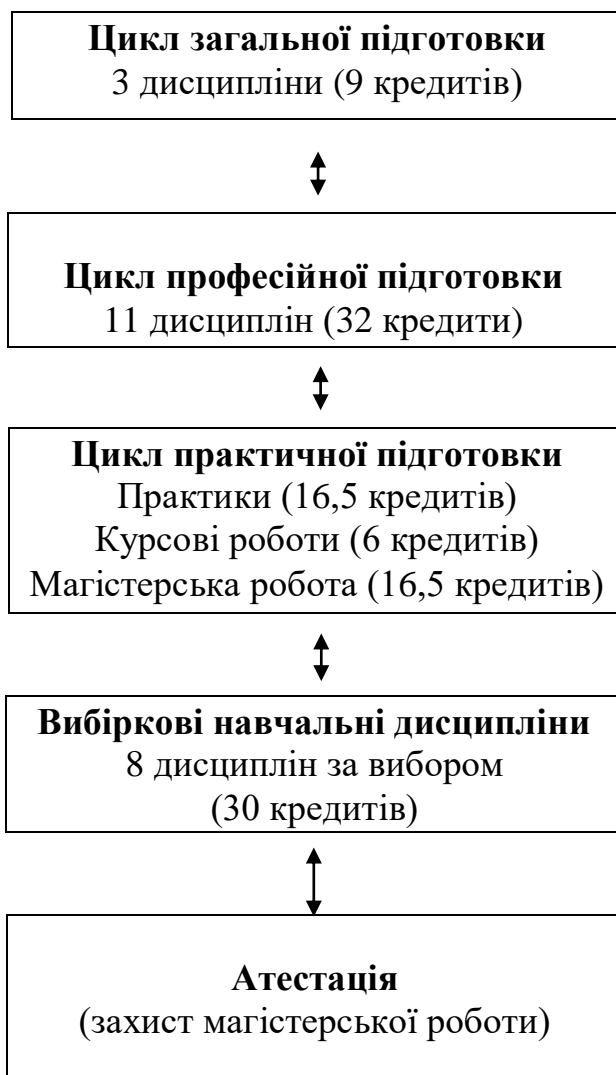 Цикл загальної підготовки
3 дисципліни (9 кредитів)
Цикл професійної підготовки
11 дисциплін (32 кредити)
Цикл практичної підготовки
Практики (16,5 кредитів)
Курсові роботи (6 кредитів)
Магістерська робота (16,5 кредитів)
Вибіркові навчальні дисципліни
8 дисциплін за вибором
(30 кредитів)
Атестація
(захист магістерської роботи)